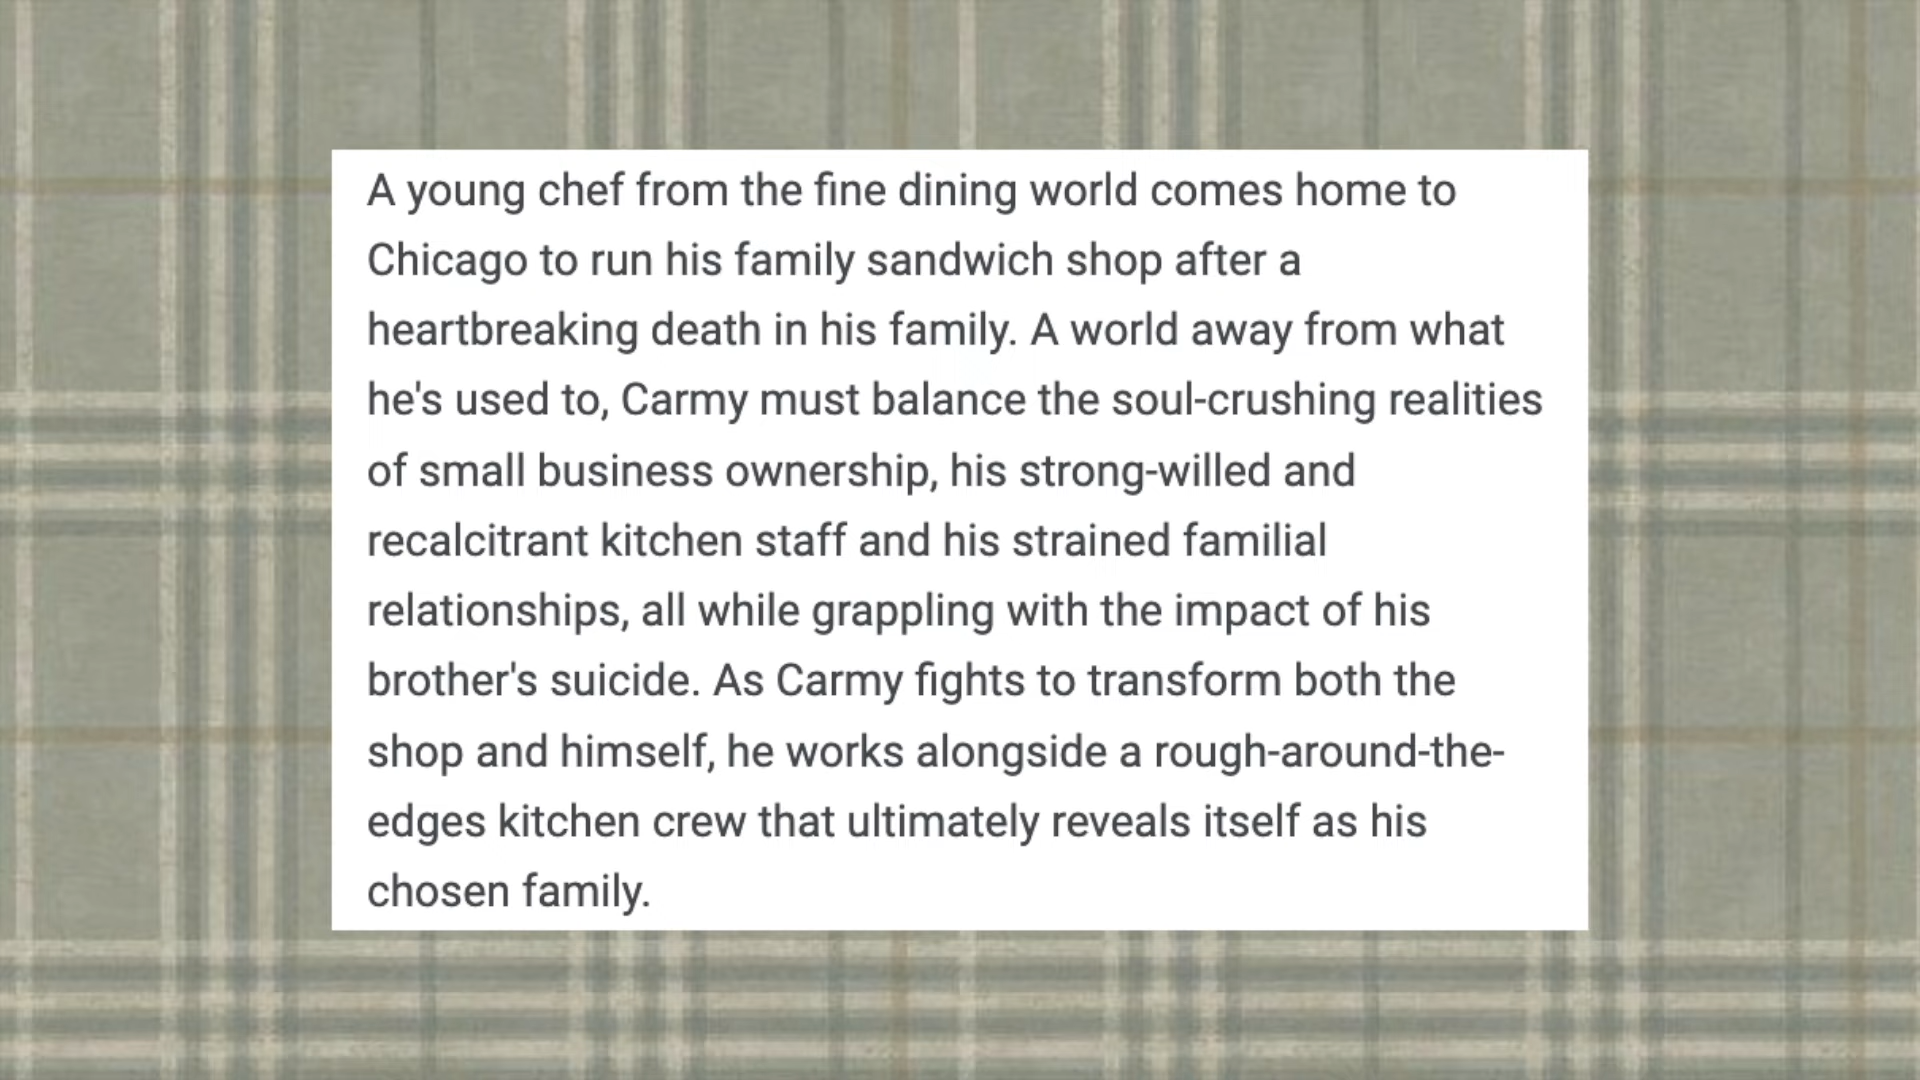 A young chef from the fine dining world comes home to
Chicago to run his family sandwich shop after a
heartbreaking death in his family. A world away from what
he's used to, Carmy must balance the soul-crushing realities
of small business ownership, his strong-willed and
recalcitrant kitchen staff and his strained familial
relationships, all while grappling with the impact of his
brother's suicide. As Carmy fights to transform both the
shop and himself, he works alongside a rough-around-the-
edges kitchen crew that ultimately reveals itself as his
chosen family.